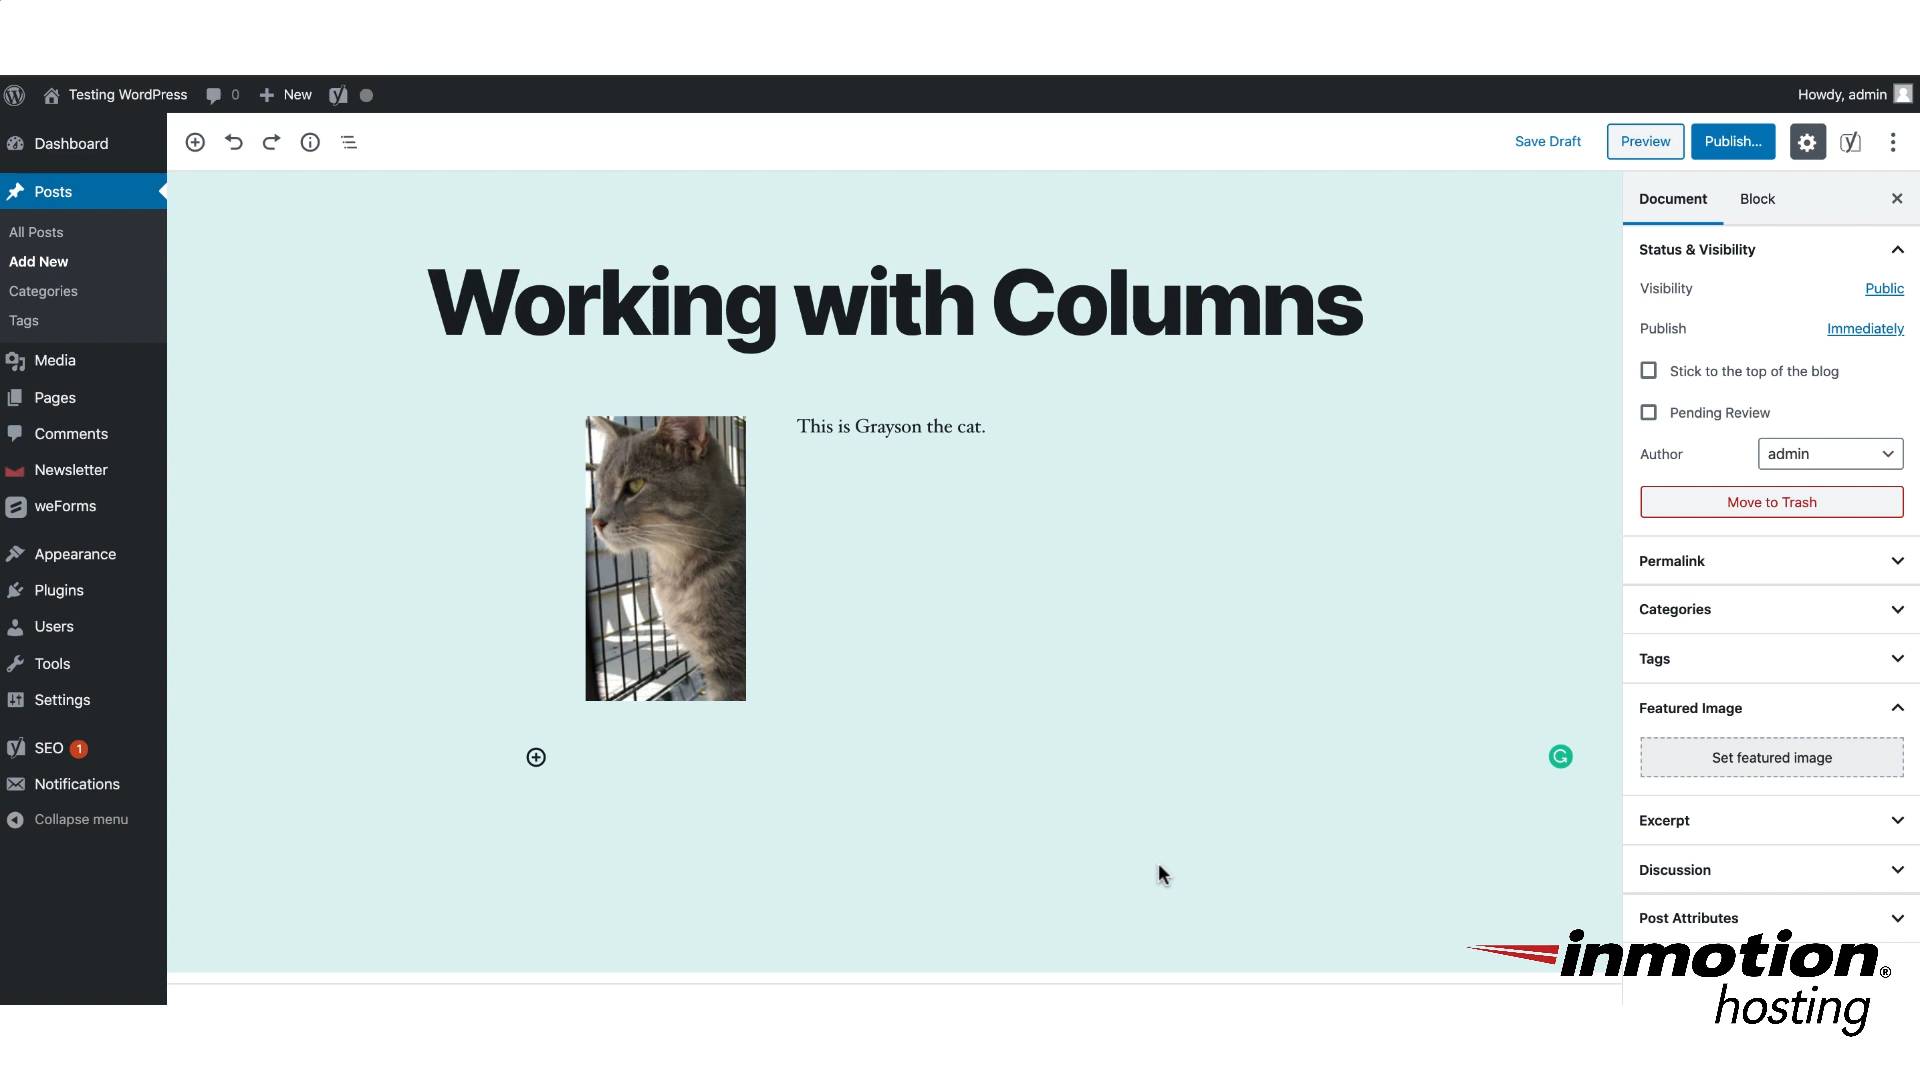 Testing WordPress
0
New
Howdy, admin
Dashboard
Posts
All Posts
Add New
Categories
Tags
Media
Pages
Comments
Newsletter
weForms
Appearance
Plugins
Users
Tools
Settings
SEO 1
Notifications
Collapse menu
Save Draft
Preview
Publish...
Working with Columns
This is Grayson the cat.
Document
Block
Status & Visibility
Visibility Public
Publish Immediately
Stick to the top of the blog
Pending Review
Author admin
Move to Trash
Permalink
Categories
Tags
Featured Image
Set featured image
Excerpt
Discussion
Post Attributes
inmotion®
hosting